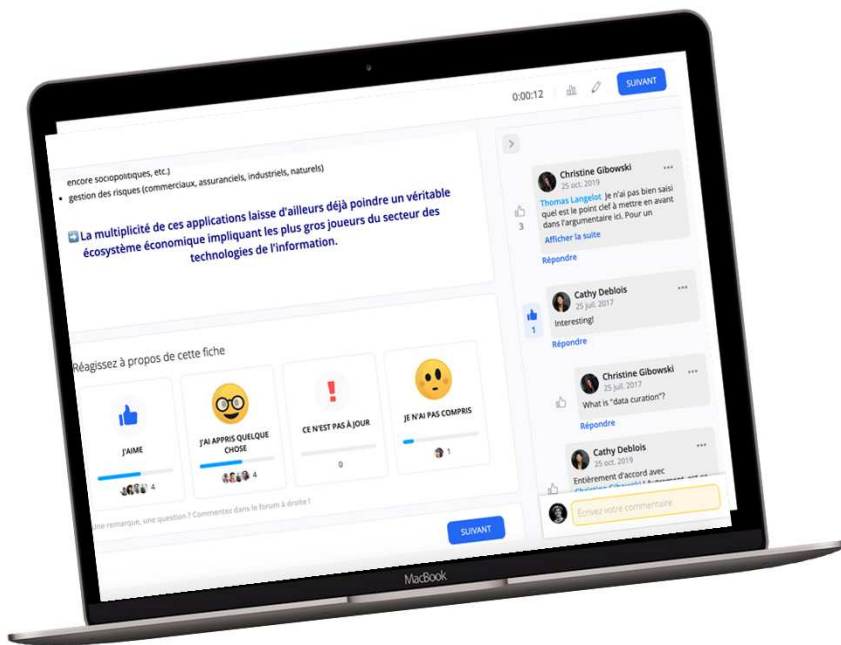 0:00:12
SUIVANT
encore sociopolitiques, etc.)
• gestion des risques (commerciaux, assuranciels, industriels, naturels)
➡La multiplicité de ces applications laisse d'ailleurs déjà poindre un véritable
écosystème économique impliquant les plus gros joueurs du secteur des
technologies de l'information.
Réagissez à propos de cette fiche
J'AIME
4
J'AI APPRIS QUELQUE
CHOSE
4
CE N'EST PAS À JOUR
0
JE N'AI PAS COMPRIS
1
Une remarque, une question ? Commentez dans le forum à droite !
SUIVANT
Christine Gibowski
25 oct. 2019
Thomas Langelot Je n'ai pas bien saisi
quel est le point clef à mettre en avant
dans l'argumentaire ici. Pour un
Afficher la suite
3
Répondre
Cathy Deblois
25 juil. 2017
Interesting!
1
Répondre
Christine Gibowski
25 juil. 2017
What is "data curation"?
Répondre
Cathy Deblois
25 oct. 2019
Entièrement d'accord avec
Écrivez votre commentaire
MacBook